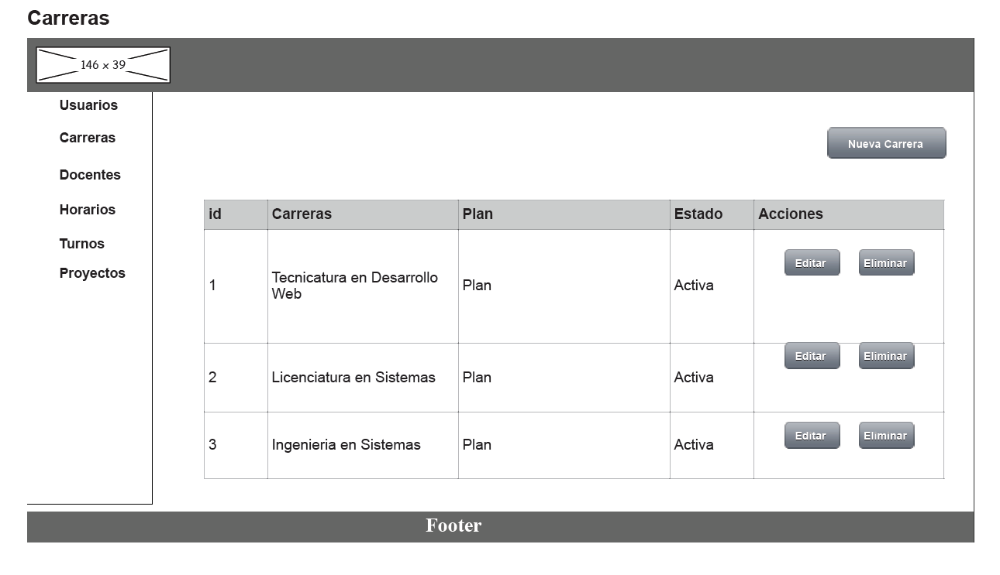 Carreras
146 x 39
Usuarios
Carreras
Docentes
Horarios
Turnos
Proyectos
Nueva Carrera
id Carreras Plan Estado Acciones
1 Tecnicatura en Desarrollo
Web Plan Activa Editar Eliminar
2 Licenciatura en Sistemas Plan Activa Editar Eliminar
3 Ingenieria en Sistemas Plan Activa Editar Eliminar
Footer